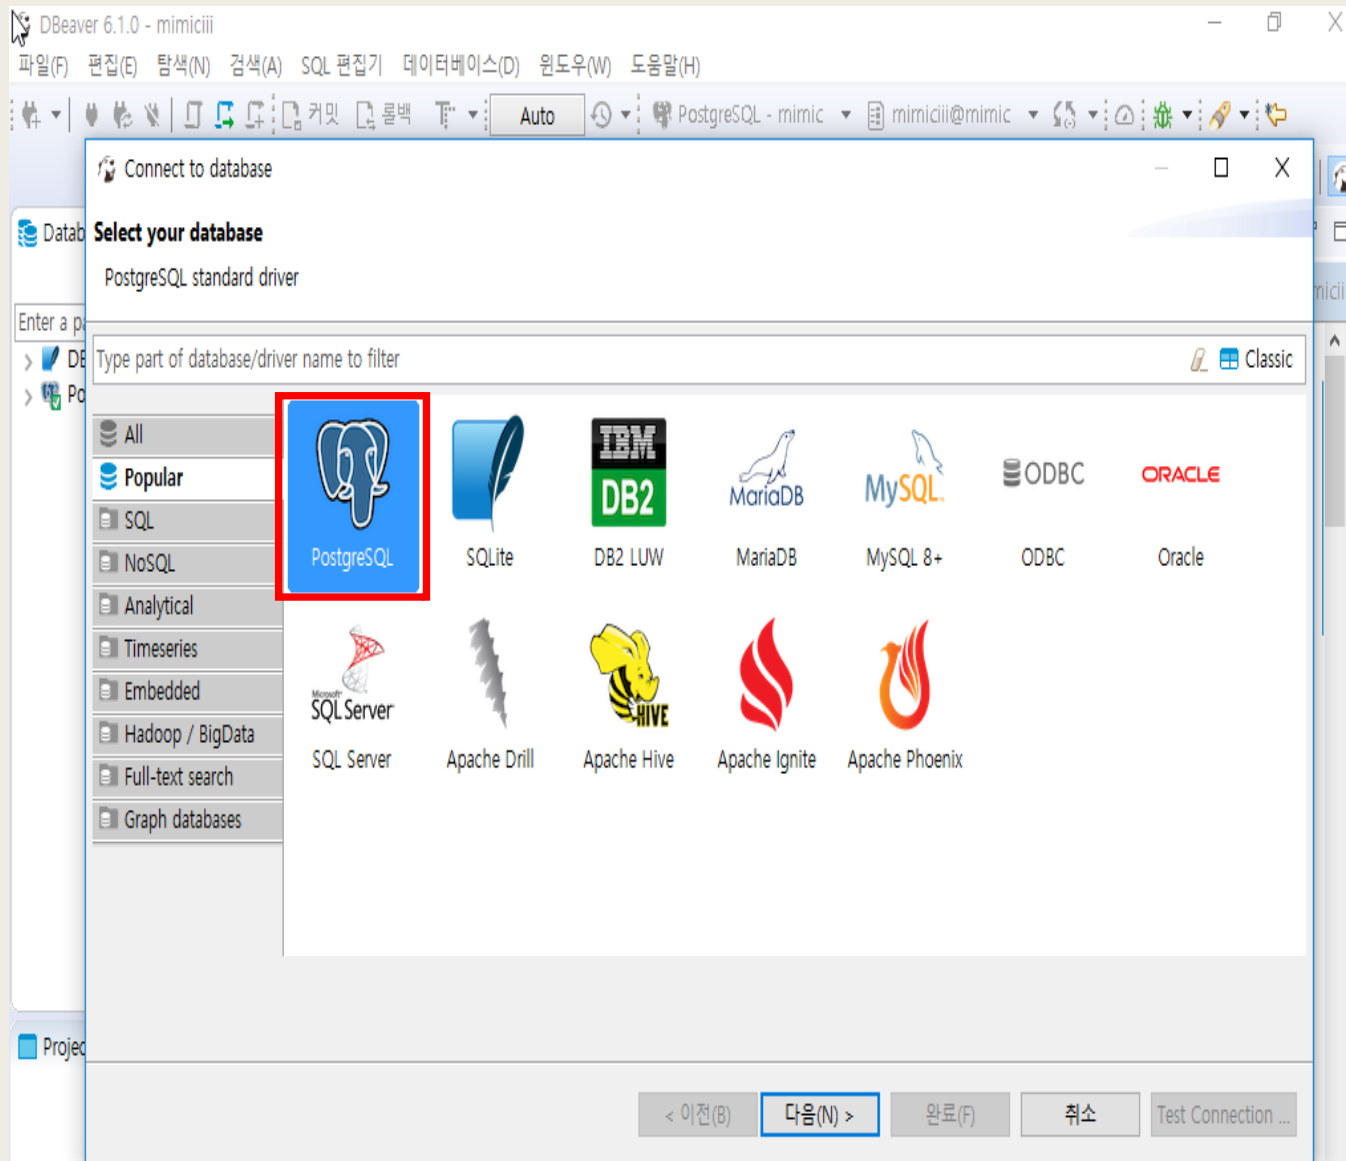 DBeaver 6.1.0 - mimiciii
파일(F) 편집(E) 탐색(N) 검색(A) SQL 편집기 데이터베이스(D) 윈도우(W) 도움말(H)
커밋 롤백 Auto PostgreSQL - mimic mimiciii@mimic
Connect to database
Datab
Select your database
PostgreSQL standard driver
Enter a p
Type part of database/driver name to filter
Classic
DB
Po
All
Popular
SQL
NoSQL
Analytical
Timeseries
Embedded
Hadoop / BigData
Full-text search
Graph databases
IBM
DB2
MariaDB
MySQL
ODBC
ORACLE
PostgreSQL SQLite DB2 LUW MariaDB MySQL 8+ ODBC Oracle
Microsoft
SQL Server
HIVE
SQL Server Apache Drill Apache Hive Apache Ignite Apache Phoenix
Projec
< 이전(B) 다음(N) > 완료(F) 취소 Test Connection ...